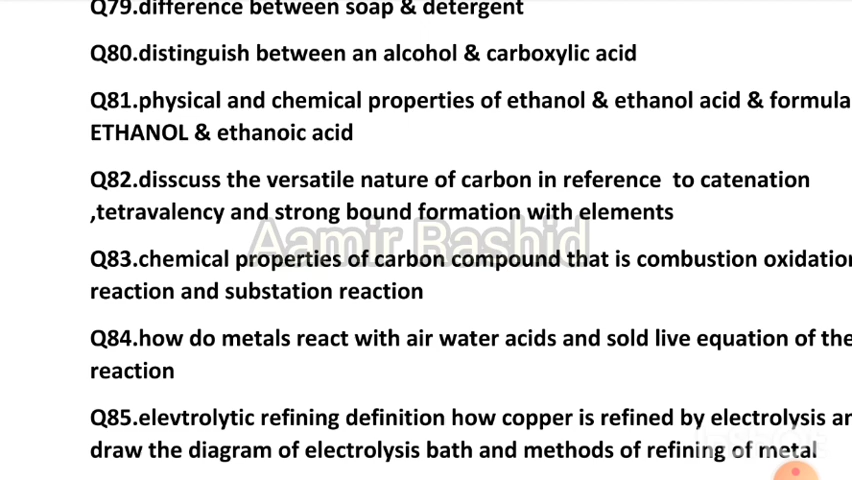 Q79.difference between soap & detergent
Q80.distinguish between an alcohol & carboxylic acid
Q81.physical and chemical properties of ethanol & ethanol acid & formula
ETHANOL & ethanoic acid
Q82.disscuss the versatile nature of carbon in reference to catenation
,tetravalency and strong bound formation with elements
Aamir Rashid
Q83.chemical properties of carbon compound that is combustion oxidation
reaction and substation reaction
Q84.how do metals react with air water acids and sold live equation of the
reaction
Q85.elevtrolytic refining definition how copper is refined by electrolysis an
draw the diagram of electrolysis bath and methods of refining of metal